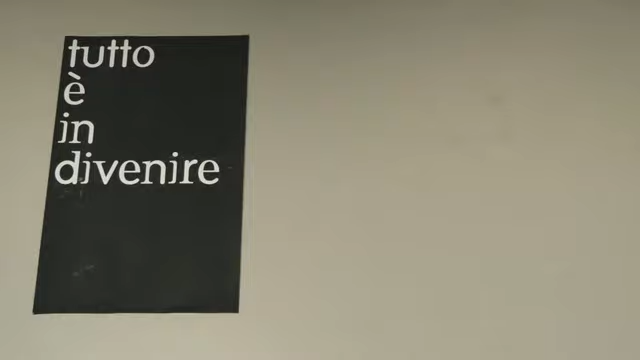 tutto
è
in
divenire